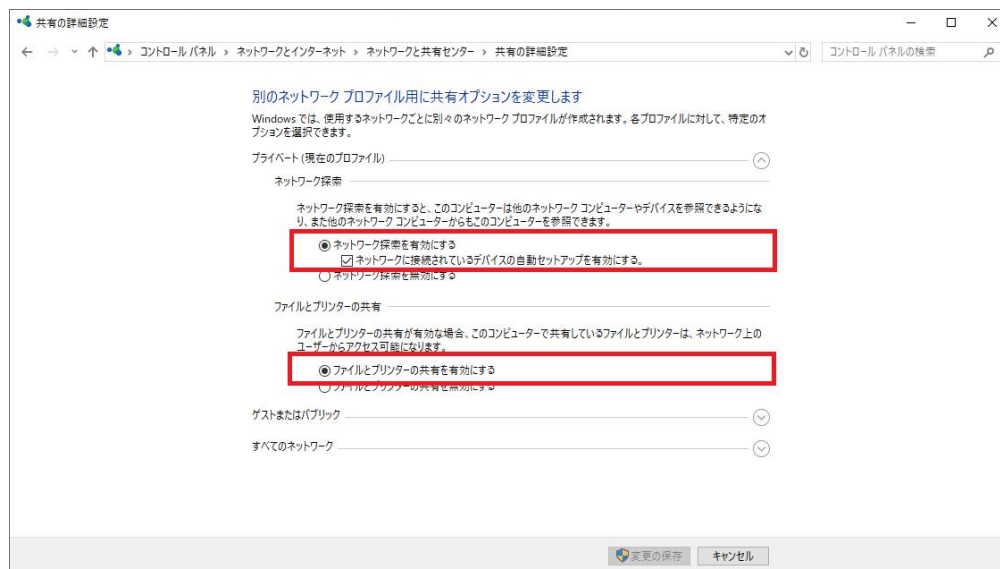 共有の詳細設定
コントロール パネル › ネットワークとインターネット › ネットワークと共有センター › 共有の詳細設定
コントロール パネルの検索
別のネットワーク プロファイル用に共有オプションを変更します
Windows では、使用するネットワークごとに別々のネットワーク プロファイルが作成されます。各プロファイルに対して、特定のオ
プションを選択できます。
プライベート (現在のプロファイル)
ネットワーク探索
ネットワーク探索を有効にすると、このコンピューターは他のネットワーク コンピューターやデバイスを参照できるようにな
り、また他のネットワーク コンピューターからもこのコンピューターを参照できます。
ネットワーク探索を有効にする
ネットワークに接続されているデバイスの自動セットアップを有効にする。
ネットワーク探索を無効にする
ファイルとプリンターの共有
ファイルとプリンターの共有が有効な場合、このコンピューターで共有しているファイルとプリンターは、ネットワーク上の
ユーザーからアクセス可能になります。
ファイルとプリンターの共有を有効にする
ファイルとプリンターの共有を無効にする
ゲストまたはパブリック
すべてのネットワーク
変更の保存
キャンセル